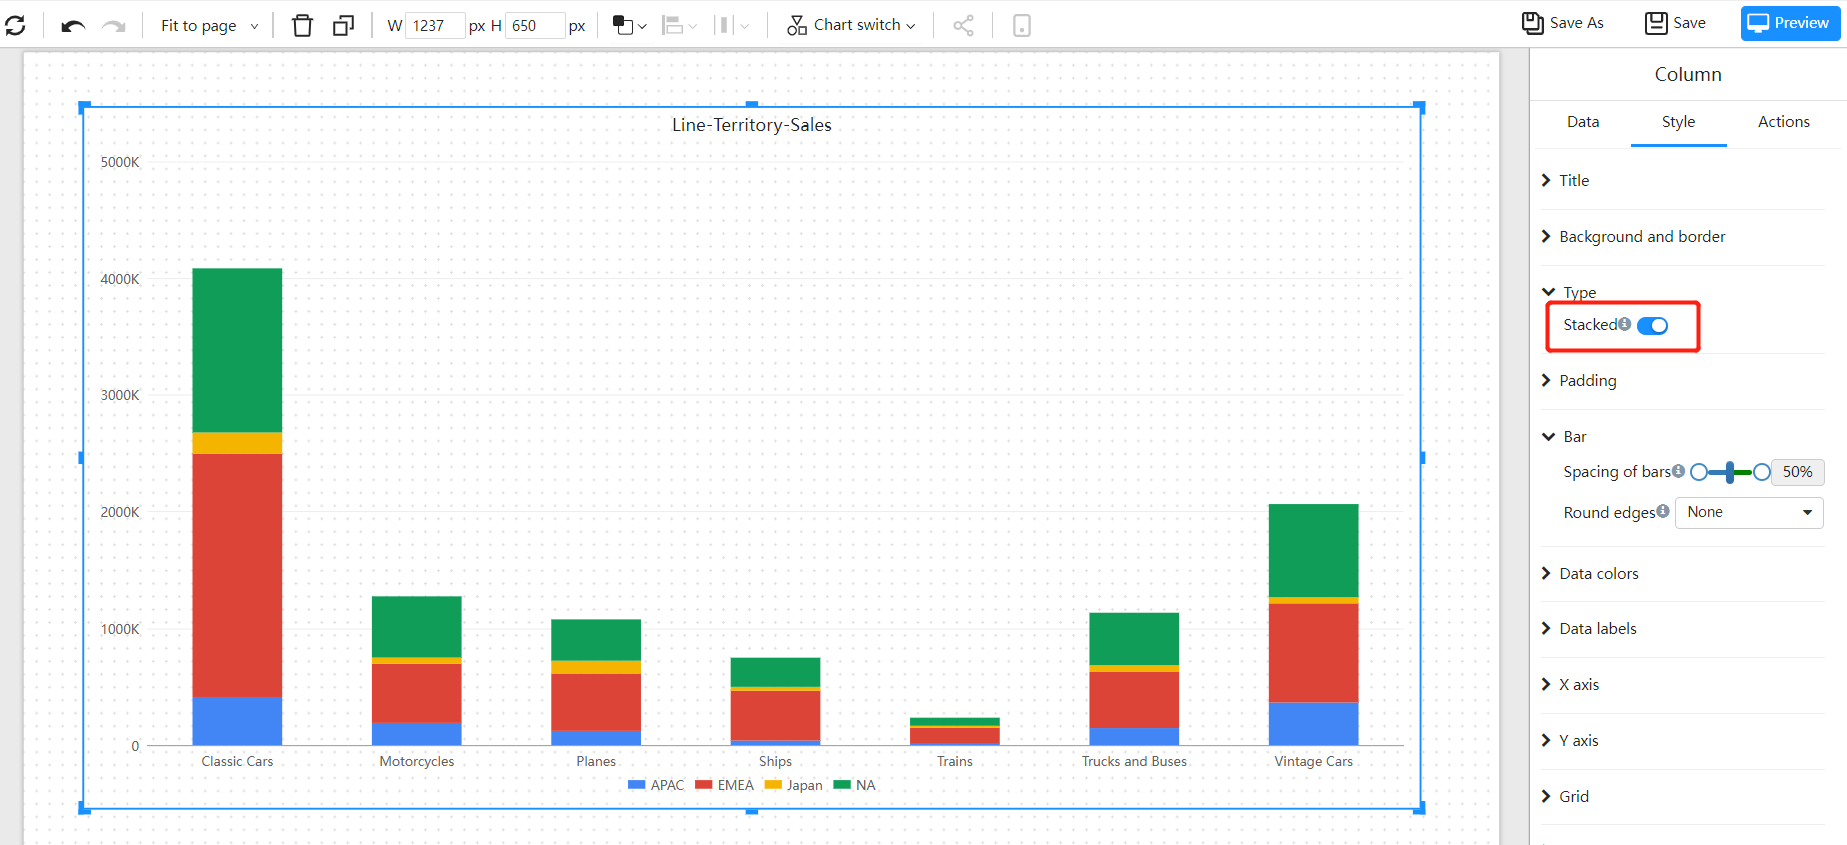 Fit to page W 1237 px H 650 px Chart switch Save As Save Preview
Column
Data Style Actions
Title
Background and border
Type
Stacked
Padding
Bar
Spacing of bars 50%
Round edges None
Data colors
Data labels
X axis
Y axis
Grid
Line-Territory-Sales
5000K
4000K
3000K
2000K
1000K
0
Classic Cars Motorcycles Planes Ships Trains Trucks and Buses Vintage Cars
APAC EMEA Japan NA